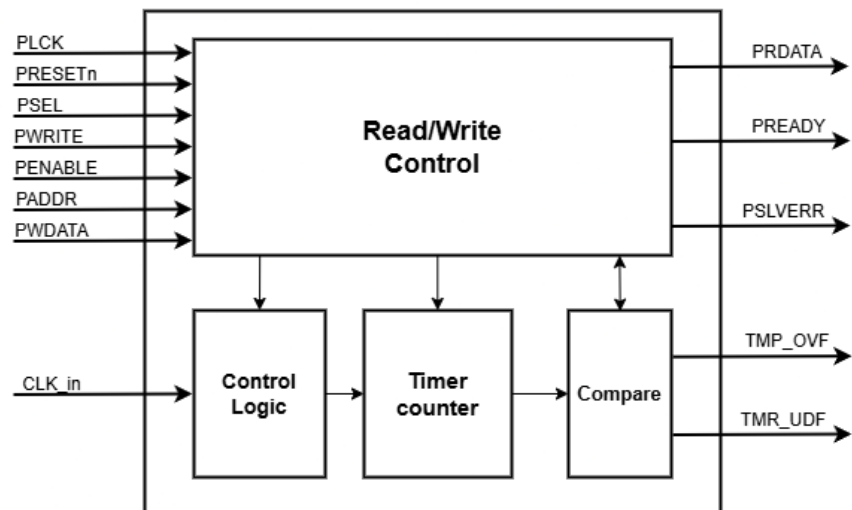 PLCK
PRESETn
PSEL
PWRITE
PENABLE
PADDR
PWDATA
Read/Write
Control
PRDATA
PREADY
PSLVERR
CLK_in
Control
Logic
Timer
counter
Compare
TMP_OVF
TMR_UDF